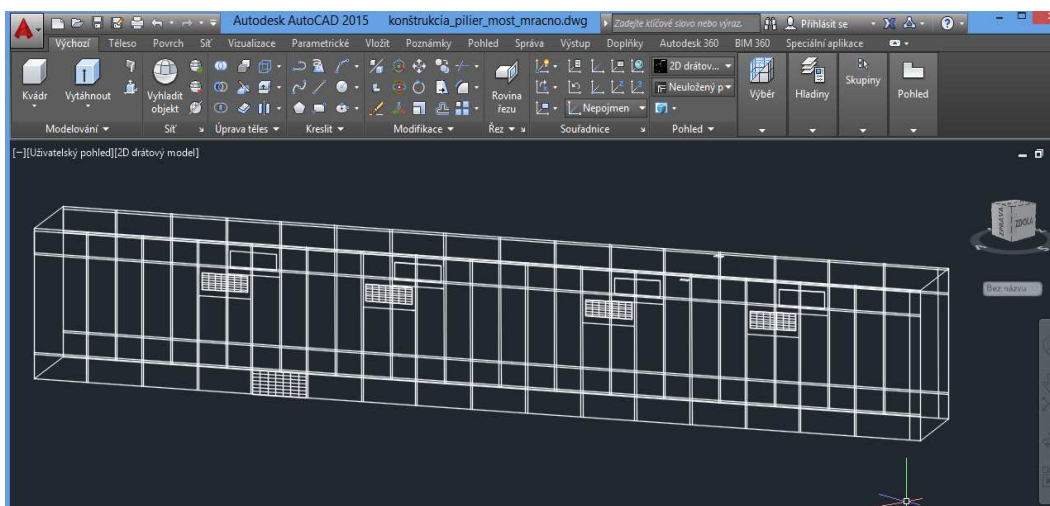 Autodesk AutoCAD 2015 konštrukcia_pilier_most_mracno.dwg Zadejte klíčové slovo nebo výraz. Přihlásit se
Výchozí Těleso Povrch Síť Vizualizace Parametrické Vložit Poznámky Pohled Správa Výstup Doplňky Autodesk 360 BIM 360 Speciální aplikace
Kvádr Vytáhnout Vyhladit objekt Rovina řezu 2D drátov... Neuložený p Nepojmen Výběr Hladiny Skupiny Pohled
Modelování Síť Úprava těles Kreslit Modifikace Řez Souřadnice Pohled
[−][Uživatelský pohled][2D drátový model]
ZPRAVA ZDOLA
Bez názvu